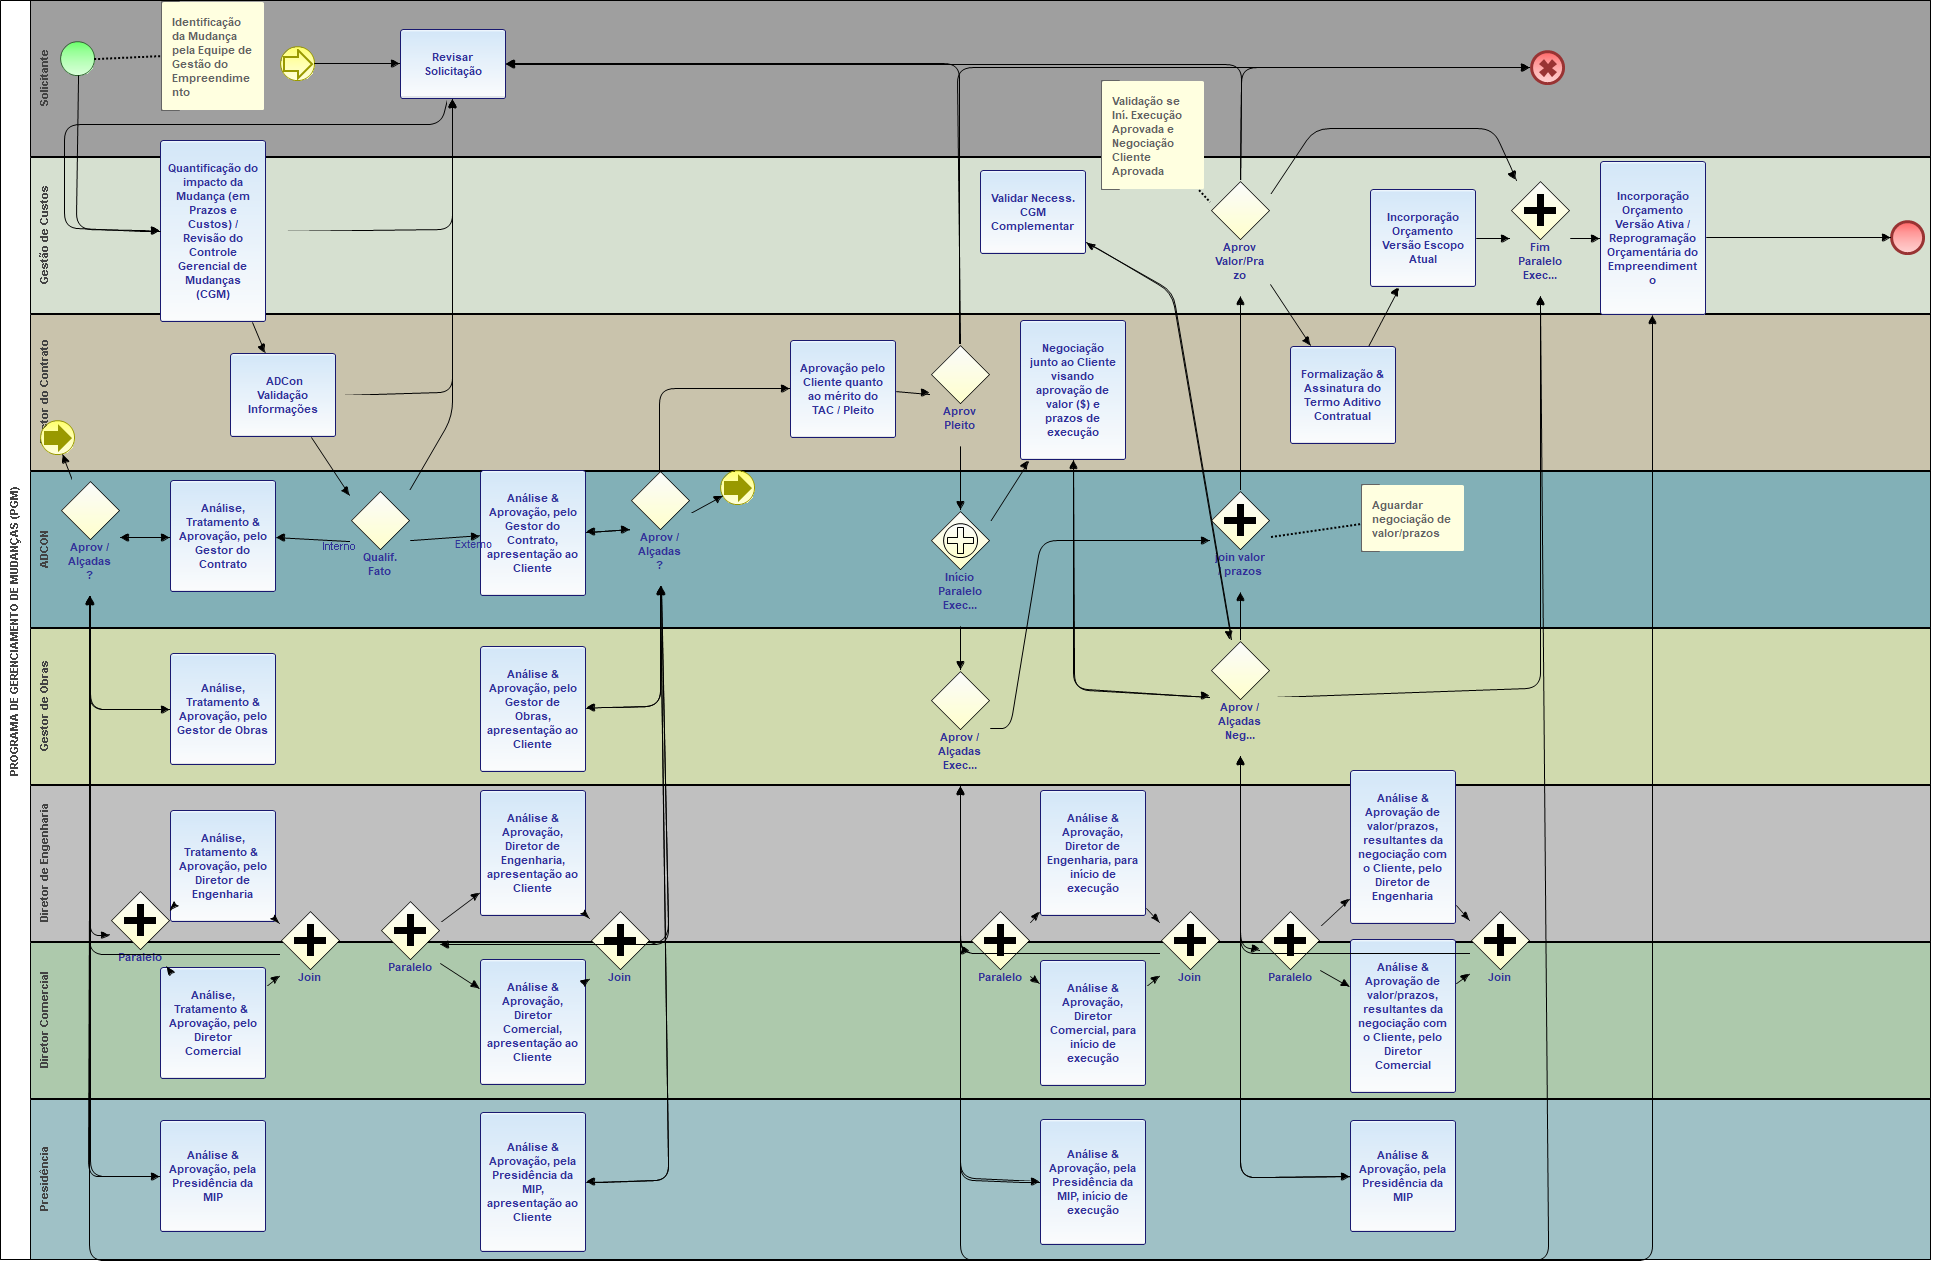 PROGRAMA DE GERENCIAMENTO DE MUDANÇAS (PGM)
Solicitante
Identificação
da Mudança
pela Equipe de
Gestão do
Empreendime
nto
Revisar
Solicitação
Validação se
Iní. Execução
Aprovada e
Negociação
Cliente
Aprovada
Gestão de Custos
Quantificação do
impacto da
Mudança (em
Prazos e
Custos) /
Revisão do
Controle
Gerencial de
Mudanças
(CGM)
Validar Necess.
CGM
Complementar
Aprov
Valor/Pra
zo
Incorporação
Orçamento
Versão Escopo
Atual
Fim
Paralelo
Exec...
Incorporação
Orçamento
Versão Ativa /
Reprogramação
Orçamentária do
Empreendiment
o
do Contrato
ADCon
Validação
Informações
Aprovação pelo
Cliente quanto
ao mérito do
TAC / Pleito
Aprov
Pleito
Negociação
junto ao Cliente
visando
aprovação de
valor ($) e
prazos de
execução
Formalização &
Assinatura do
Termo Aditivo
Contratual
ADCON
Aprov /
Alçadas
?
Análise,
Tratamento &
Aprovação, pelo
Gestor do
Contrato
Interno
Qualif.
Fato
Externo
Análise &
Aprovação, pelo
Gestor do
Contrato,
apresentação ao
Cliente
Aprov /
Alçadas
?
Início
Paralelo
Exec...
join valor
/ prazos
Aguardar
negociação de
valor/prazos
Gestor de Obras
Análise,
Tratamento &
Aprovação, pelo
Gestor de Obras
Análise &
Aprovação, pelo
Gestor de
Obras,
apresentação ao
Cliente
Aprov /
Alçadas
Exec...
Aprov /
Alçadas
Neg...
Diretor de Engenharia
Análise,
Tratamento &
Aprovação, pelo
Diretor de
Engenharia
Paralelo
Join
Análise &
Aprovação,
Diretor de
Engenharia,
apresentação ao
Cliente
Paralelo
Join
Análise &
Aprovação,
Diretor de
Engenharia, para
início de
execução
Paralelo
Join
Análise &
Aprovação de
valor/prazos,
resultantes da
negociação com
o Cliente, pelo
Diretor de
Engenharia
Paralelo
Join
Diretor Comercial
Análise,
Tratamento &
Aprovação, pelo
Diretor
Comercial
Análise &
Aprovação,
Diretor
Comercial,
apresentação ao
Cliente
Análise &
Aprovação,
Diretor
Comercial, para
início de
execução
Análise &
Aprovação de
valor/prazos,
resultantes da
negociação com
o Cliente, pelo
Diretor
Comercial
Presidência
Análise &
Aprovação, pela
Presidência da
MIP
Análise &
Aprovação, pela
Presidência da
MIP,
apresentação ao
Cliente
Análise &
Aprovação, pela
Presidência da
MIP, início de
execução
Análise &
Aprovação, pela
Presidência da
MIP